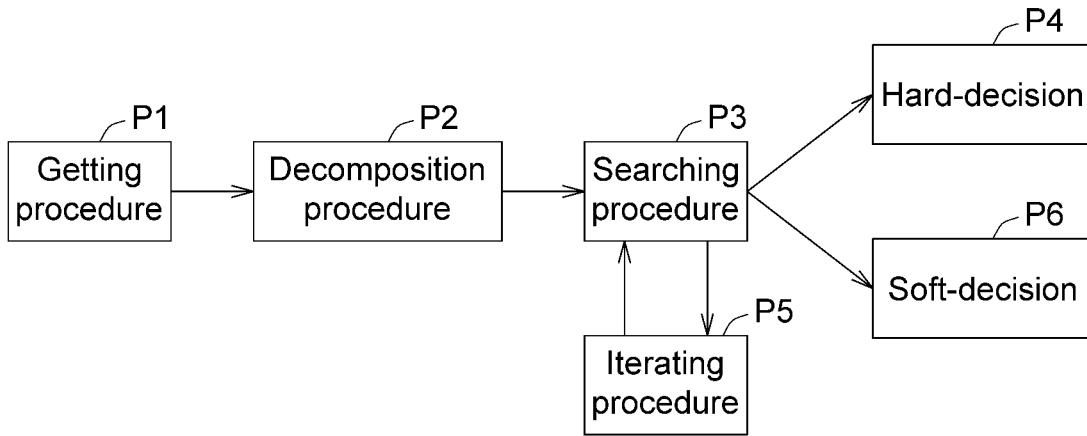 P1
Getting
procedure
P2
Decomposition
procedure
P3
Searching
procedure
P4
Hard-decision
P6
Soft-decision
P5
Iterating
procedure